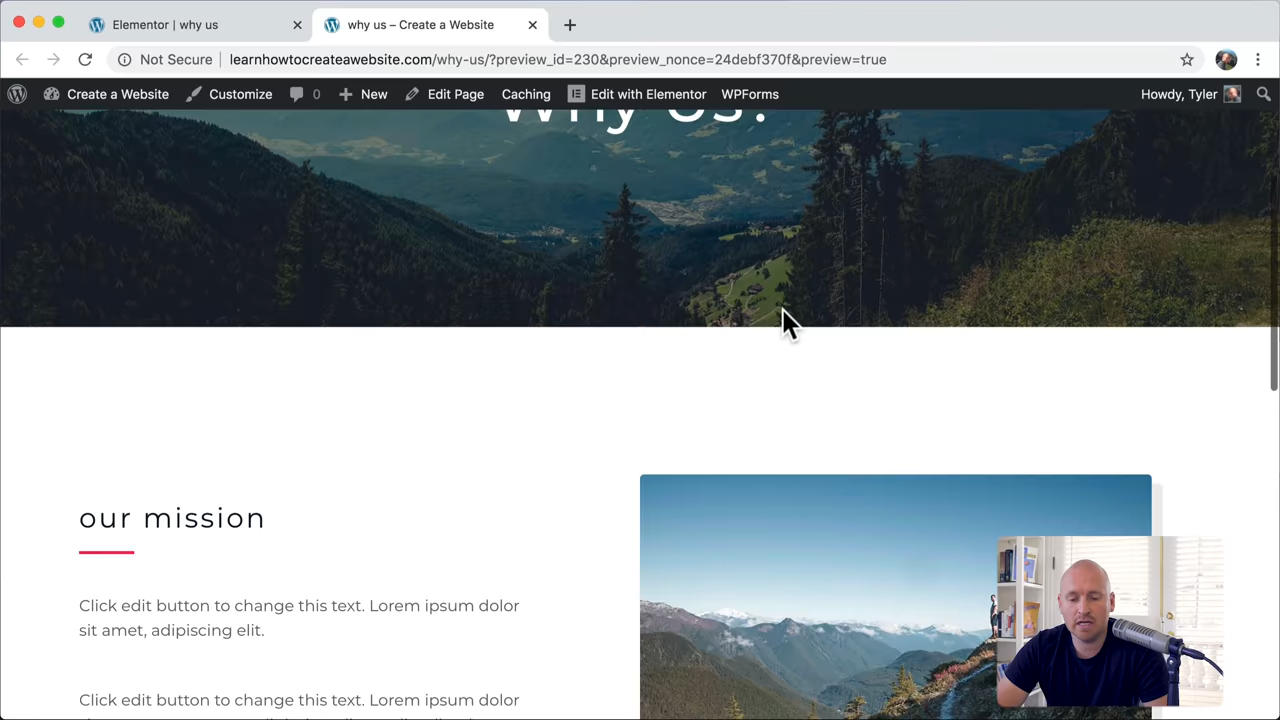 Elementor | why us
why us – Create a Website
Not Secure
learnhowtocreateawebsite.com/why-us/?preview_id=230&preview_nonce=24debf370f&preview=true
Create a Website Customize 0 New Edit Page Caching Edit with Elementor WPForms Howdy, Tyler
Why Us?
our mission
Click edit button to change this text. Lorem ipsum dolor
sit amet, adipiscing elit.
Click edit button to change this text. Lorem ipsum dolor